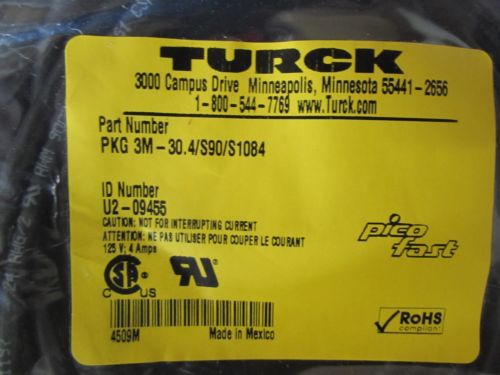 TURCK
3000 Campus Drive Minneapolis, Minnesota 55441-2656
1-800-544-7769 www.Turck.com
Part Number
PKG 3M-30.4/S90/S1084
ID Number
U2-09455
CAUTION: NOT FOR INTERRUPTING CURRENT
ATTENTION: NE PAS UTILISER POUR COUPER LE COURANT
125 V; 4 Amps
pico
fast
C US
4509M Made in Mexico
RoHS
compliant